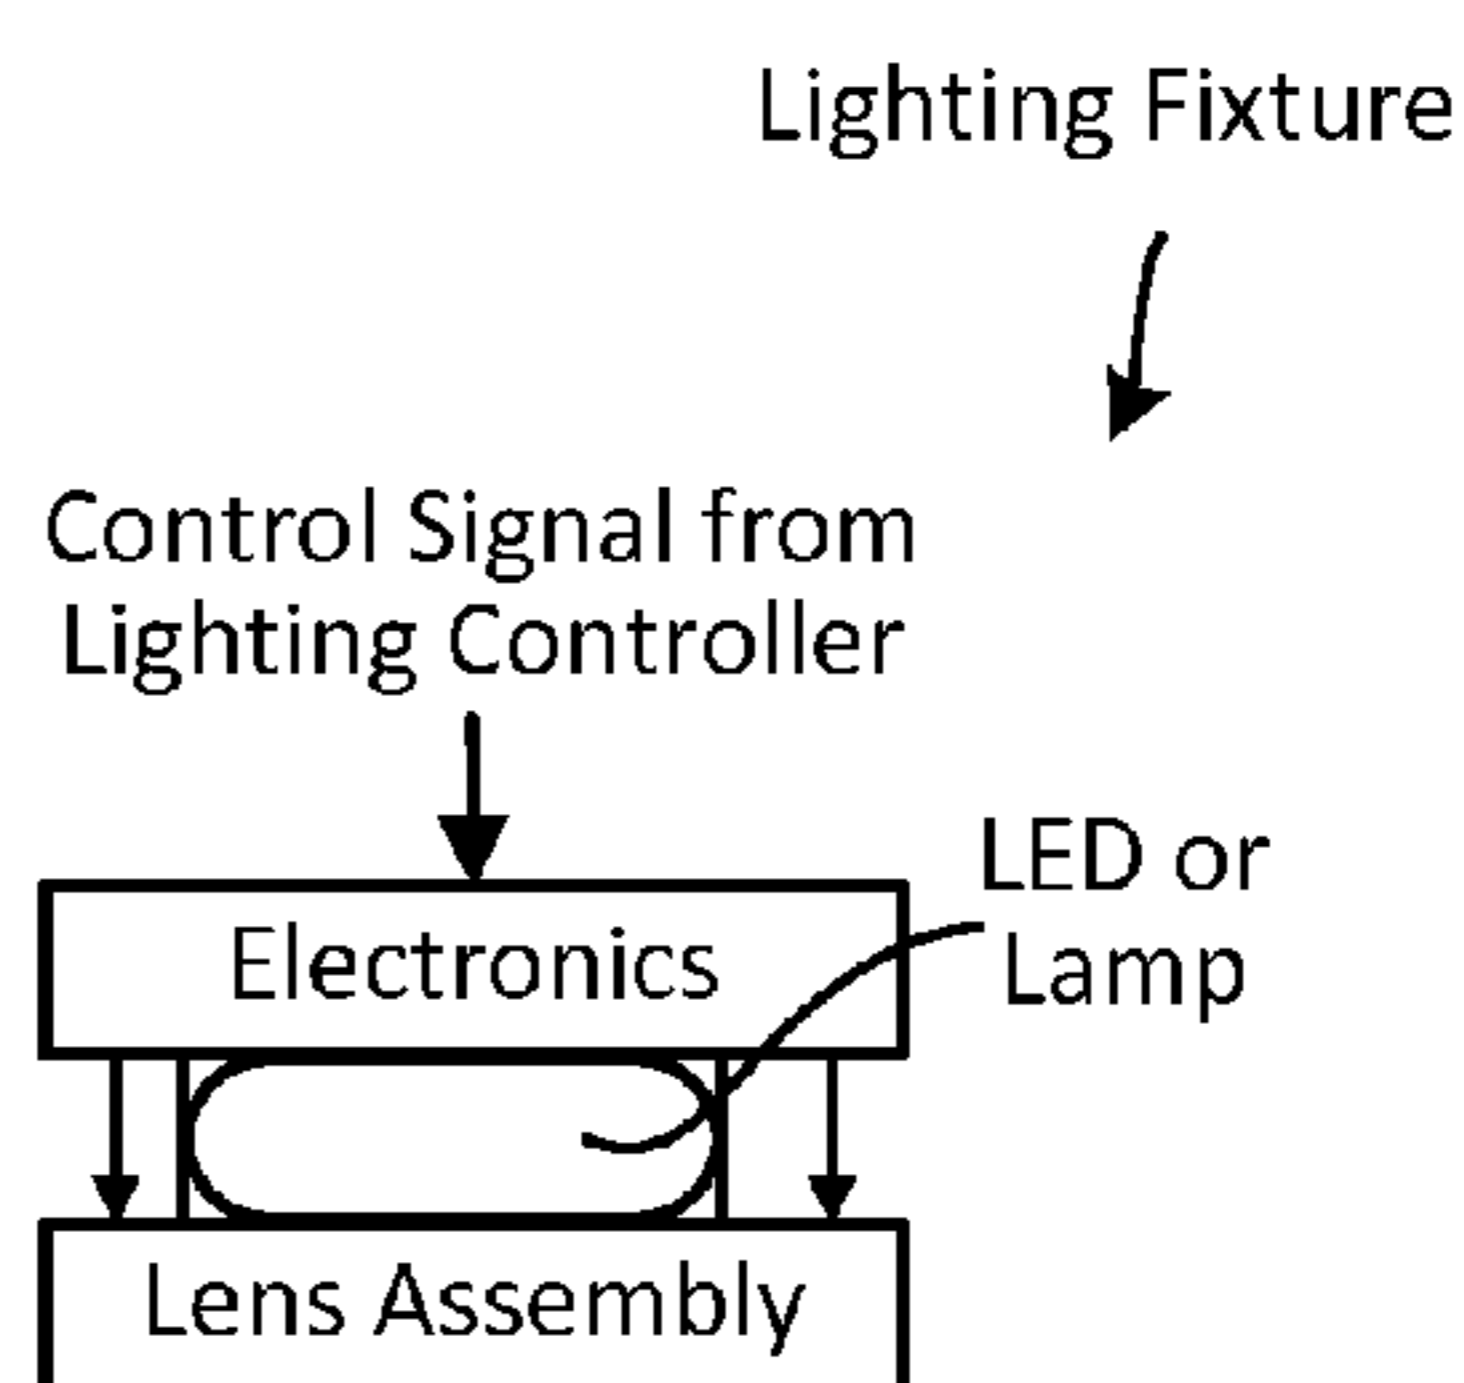 Lighting Fixture
Control Signal from
Lighting Controller
LED or
Lamp
Electronics
Lens Assembly